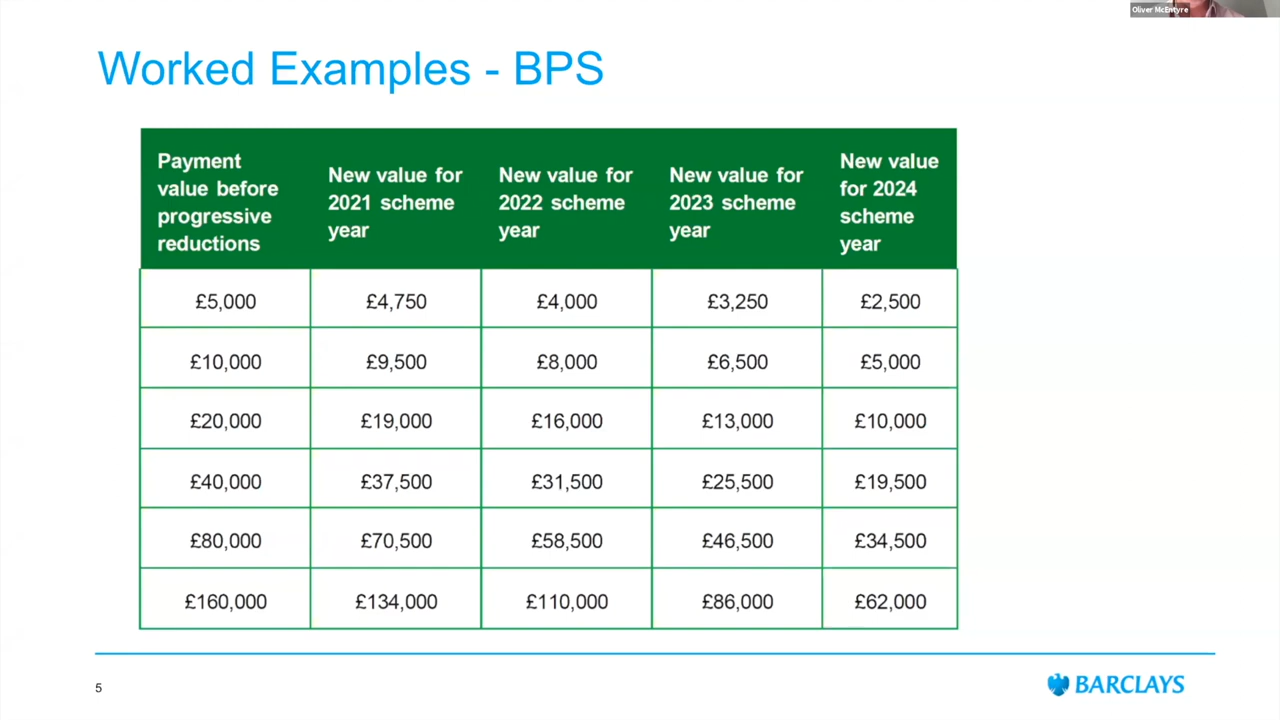 Oliver McEntyre
Worked Examples - BPS
Payment value before progressive reductions
New value for 2021 scheme year
New value for 2022 scheme year
New value for 2023 scheme year
New value for 2024 scheme year
£5,000 £4,750 £4,000 £3,250 £2,500
£10,000 £9,500 £8,000 £6,500 £5,000
£20,000 £19,000 £16,000 £13,000 £10,000
£40,000 £37,500 £31,500 £25,500 £19,500
£80,000 £70,500 £58,500 £46,500 £34,500
£160,000 £134,000 £110,000 £86,000 £62,000
5
BARCLAYS